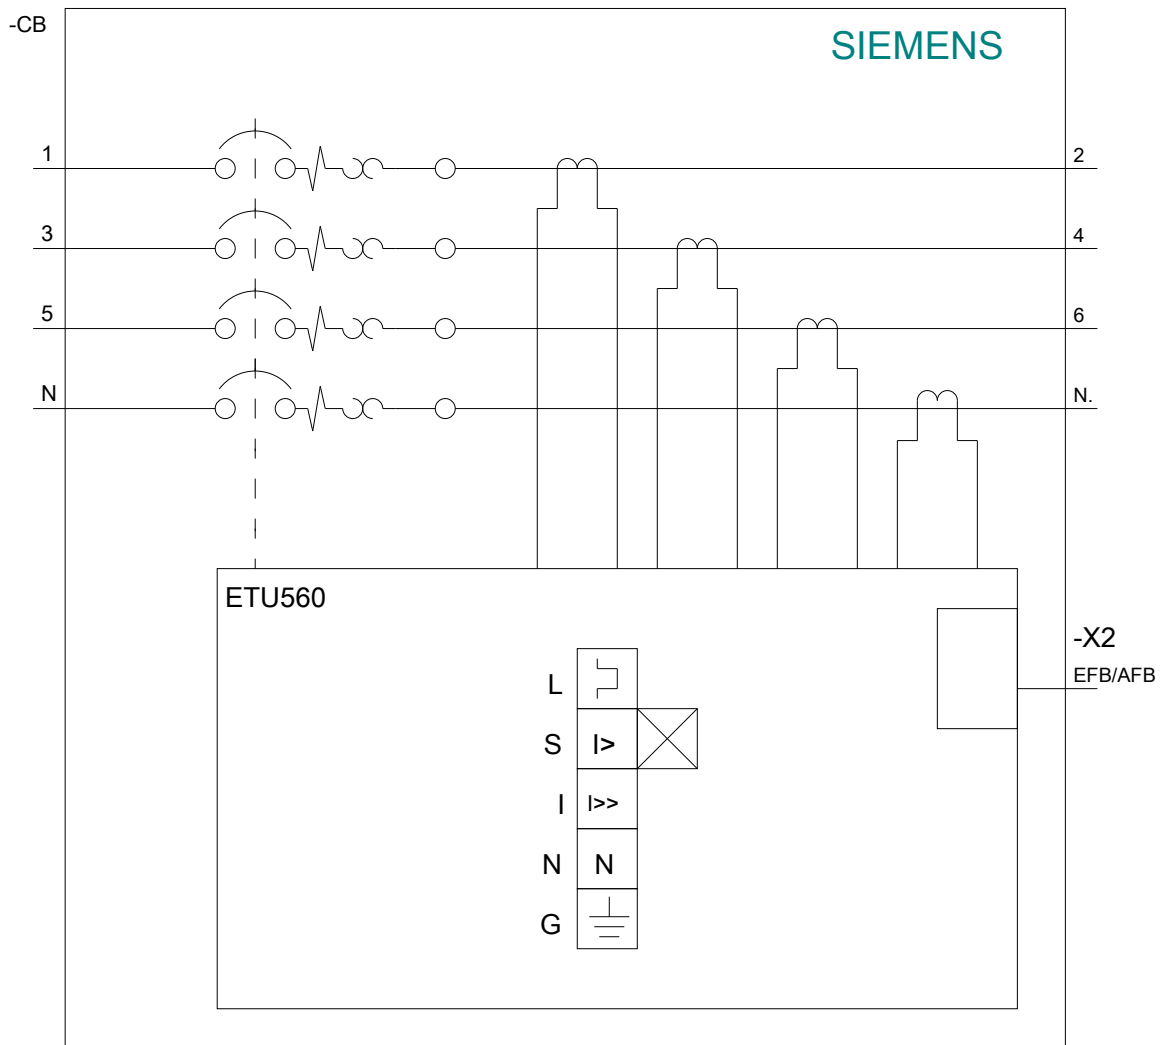 -CB
SIEMENS
1
2
3
4
5
6
N
N.
ETU560
-X2
EFB/AFB
L
S I>
I I>>
N N
G